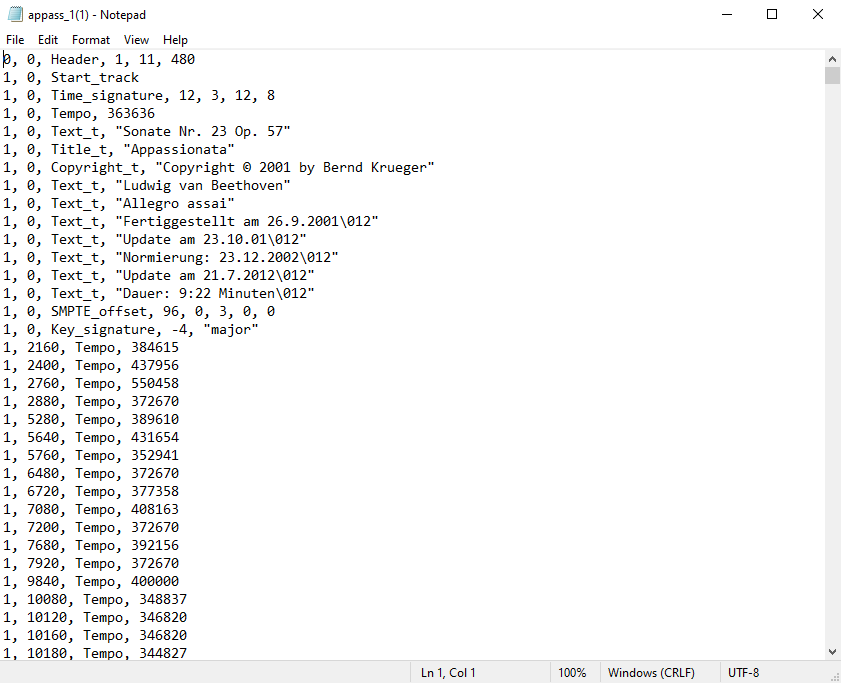 appass_1(1) - Notepad
File Edit Format View Help
0, 0, Header, 1, 11, 480
1, 0, Start_track
1, 0, Time_signature, 12, 3, 12, 8
1, 0, Tempo, 363636
1, 0, Text_t, "Sonate Nr. 23 Op. 57"
1, 0, Title_t, "Appassionata"
1, 0, Copyright_t, "Copyright © 2001 by Bernd Krueger"
1, 0, Text_t, "Ludwig van Beethoven"
1, 0, Text_t, "Allegro assai"
1, 0, Text_t, "Fertiggestellt am 26.9.2001\012"
1, 0, Text_t, "Update am 23.10.01\012"
1, 0, Text_t, "Normierung: 23.12.2002\012"
1, 0, Text_t, "Update am 21.7.2012\012"
1, 0, Text_t, "Dauer: 9:22 Minuten\012"
1, 0, SMPTE_offset, 96, 0, 3, 0, 0
1, 0, Key_signature, -4, "major"
1, 2160, Tempo, 384615
1, 2400, Tempo, 437956
1, 2760, Tempo, 550458
1, 2880, Tempo, 372670
1, 5280, Tempo, 389610
1, 5640, Tempo, 431654
1, 5760, Tempo, 352941
1, 6480, Tempo, 372670
1, 6720, Tempo, 377358
1, 7080, Tempo, 408163
1, 7200, Tempo, 372670
1, 7680, Tempo, 392156
1, 7920, Tempo, 372670
1, 9840, Tempo, 400000
1, 10080, Tempo, 348837
1, 10120, Tempo, 346820
1, 10160, Tempo, 346820
1, 10180, Tempo, 344827
Ln 1, Col 1 100% Windows (CRLF) UTF-8